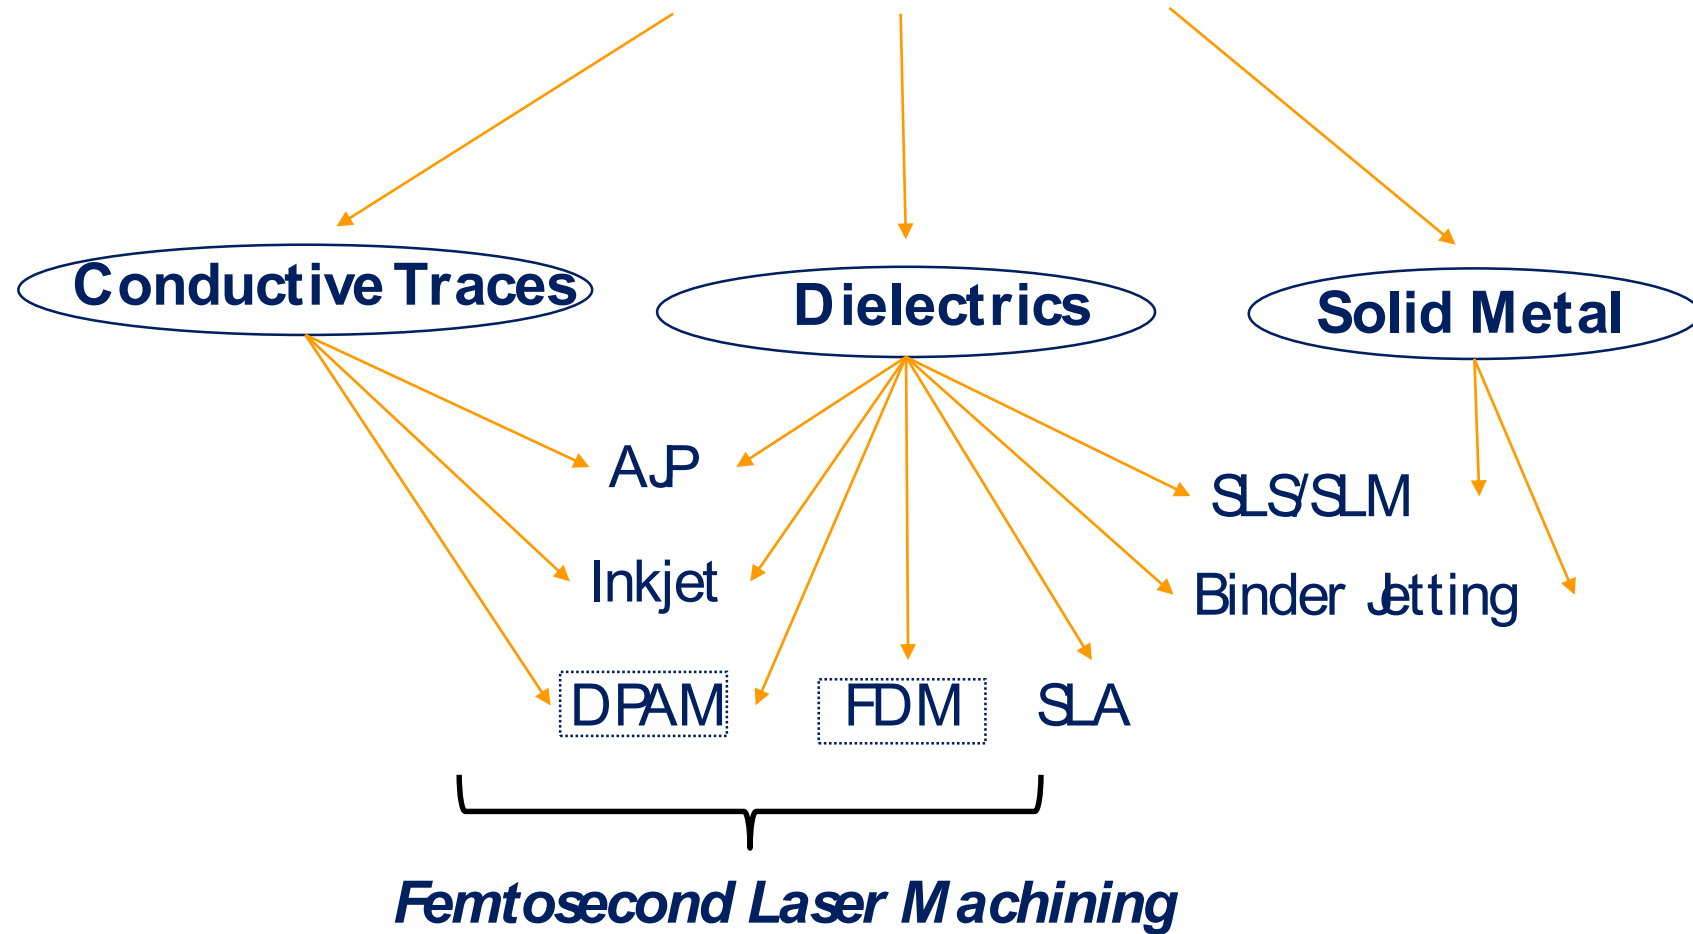 Conductive Traces
Dielectrics
Solid Metal
AJP
SLS/SLM
Inkjet
Binder Jetting
DPAM
FDM
SLA
Femtosecond Laser Machining